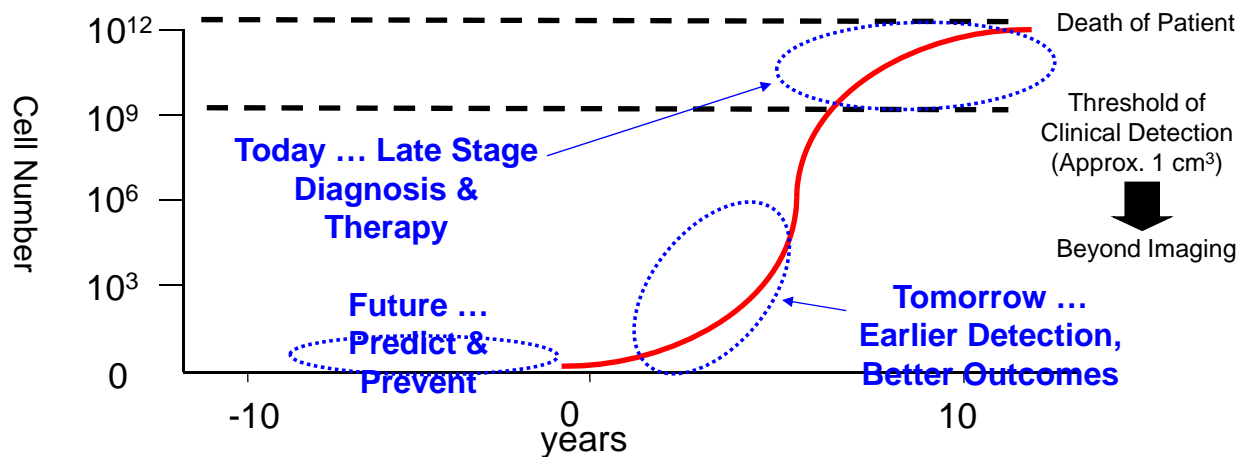 10¹²
10⁹
10⁶
10³
0
Cell Number
Death of Patient
Threshold of
Clinical Detection
(Approx. 1 cm³)
Beyond Imaging
Today … Late Stage
Diagnosis &
Therapy
Future …
Predict &
Prevent
Tomorrow …
Earlier Detection,
Better Outcomes
-10
0
10
years